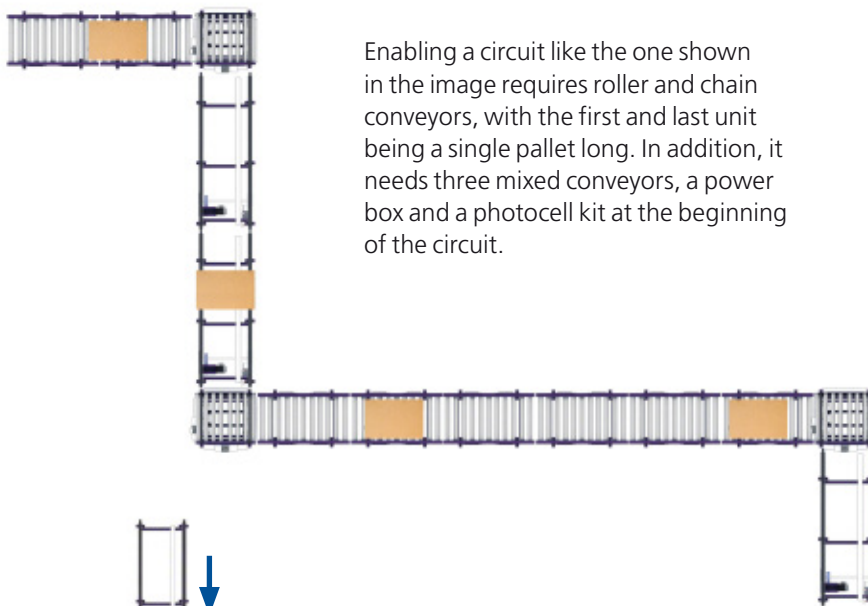 Enabling a circuit like the one shown
in the image requires roller and chain
conveyors, with the first and last unit
being a single pallet long. In addition, it
needs three mixed conveyors, a power
box and a photocell kit at the beginning
of the circuit.